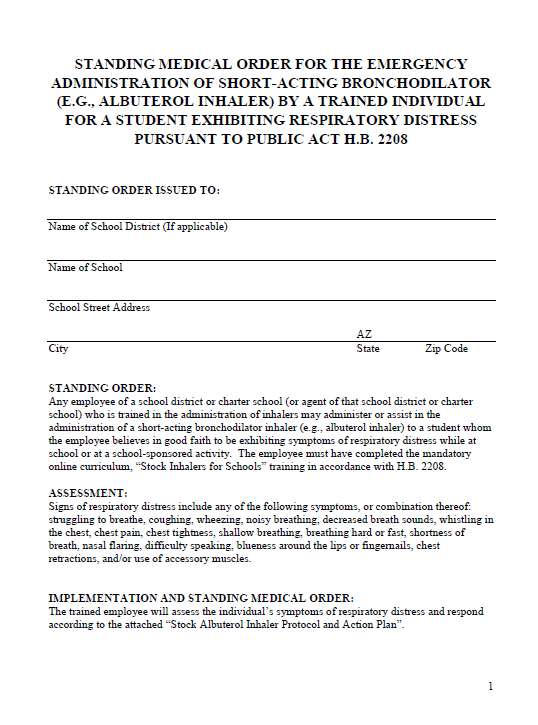 STANDING MEDICAL ORDER FOR THE EMERGENCY
ADMINISTRATION OF SHORT-ACTING BRONCHODILATOR
(E.G., ALBUTEROL INHALER) BY A TRAINED INDIVIDUAL
FOR A STUDENT EXHIBITING RESPIRATORY DISTRESS
PURSUANT TO PUBLIC ACT H.B. 2208
STANDING ORDER ISSUED TO:
Name of School District (If applicable)
Name of School
School Street Address
AZ
City State Zip Code
STANDING ORDER:
Any employee of a school district or charter school (or agent of that school district or charter
school) who is trained in the administration of inhalers may administer or assist in the
administration of a short-acting bronchodilator inhaler (e.g., albuterol inhaler) to a student whom
the employee believes in good faith to be exhibiting symptoms of respiratory distress while at
school or at a school-sponsored activity. The employee must have completed the mandatory
online curriculum, “Stock Inhalers for Schools” training in accordance with H.B. 2208.
ASSESSMENT:
Signs of respiratory distress include any of the following symptoms, or combination thereof:
struggling to breathe, coughing, wheezing, noisy breathing, decreased breath sounds, whistling in
the chest, chest pain, chest tightness, shallow breathing, breathing hard or fast, shortness of
breath, nasal flaring, difficulty speaking, blueness around the lips or fingernails, chest
retractions, and/or use of accessory muscles.
IMPLEMENTATION AND STANDING MEDICAL ORDER:
The trained employee will assess the individual’s symptoms of respiratory distress and respond
according to the attached “Stock Albuterol Inhaler Protocol and Action Plan”.
1